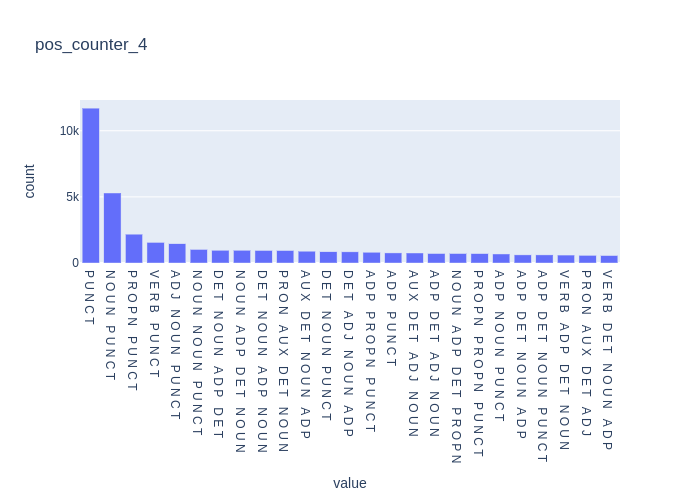 pos_counter_4
count
10k
5k
0
PUNCT
NOUN PUNCT
PROPN PUNCT
VERB PUNCT
ADJ NOUN PUNCT
NOUN NOUN PUNCT
DET NOUN ADP DET
NOUN ADP DET NOUN
DET NOUN ADP NOUN
PRON AUX DET NOUN
AUX DET NOUN ADP
DET NOUN PUNCT
DET ADJ NOUN ADP
ADP PROPN PUNCT
ADP PUNCT
AUX DET ADJ NOUN
ADP DET ADJ NOUN
NOUN ADP DET PROPN
PROPN PROPN PUNCT
ADP NOUN PUNCT
ADP DET NOUN ADP
ADP DET NOUN PUNCT
VERB ADP DET NOUN
PRON AUX DET ADJ
VERB DET NOUN ADP
value